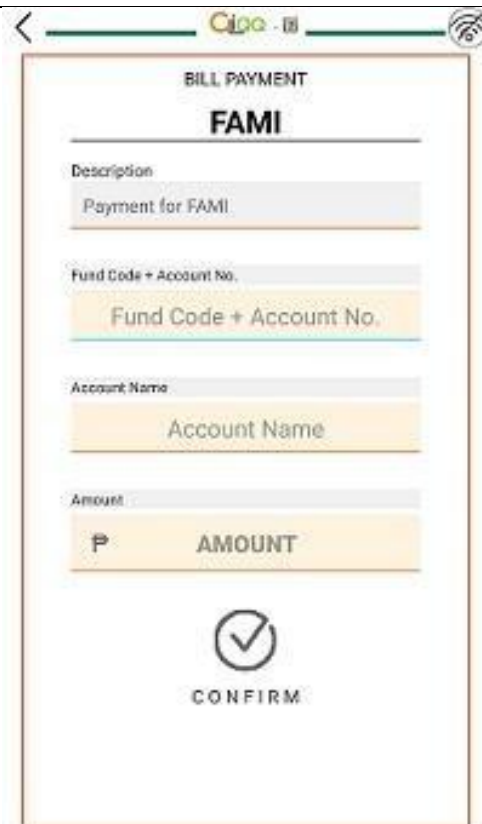 BILL PAYMENT
FAMI
Description
Payment for FAMI
Fund Code + Account No.
Fund Code + Account No.
Account Name
Account Name
Amount
₱ AMOUNT
CONFIRM